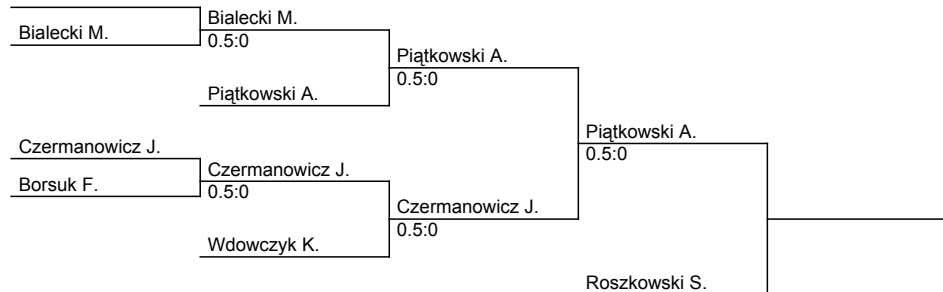 Bialecki M.
Bialecki M.
0.5:0
Piątkowski A.
Piątkowski A.
0.5:0
Czermanowicz J.
Borsuk F.
Czermanowicz J.
0.5:0
Wdowczyk K.
Czermanowicz J.
0.5:0
Piątkowski A.
0.5:0
Roszkowski S.